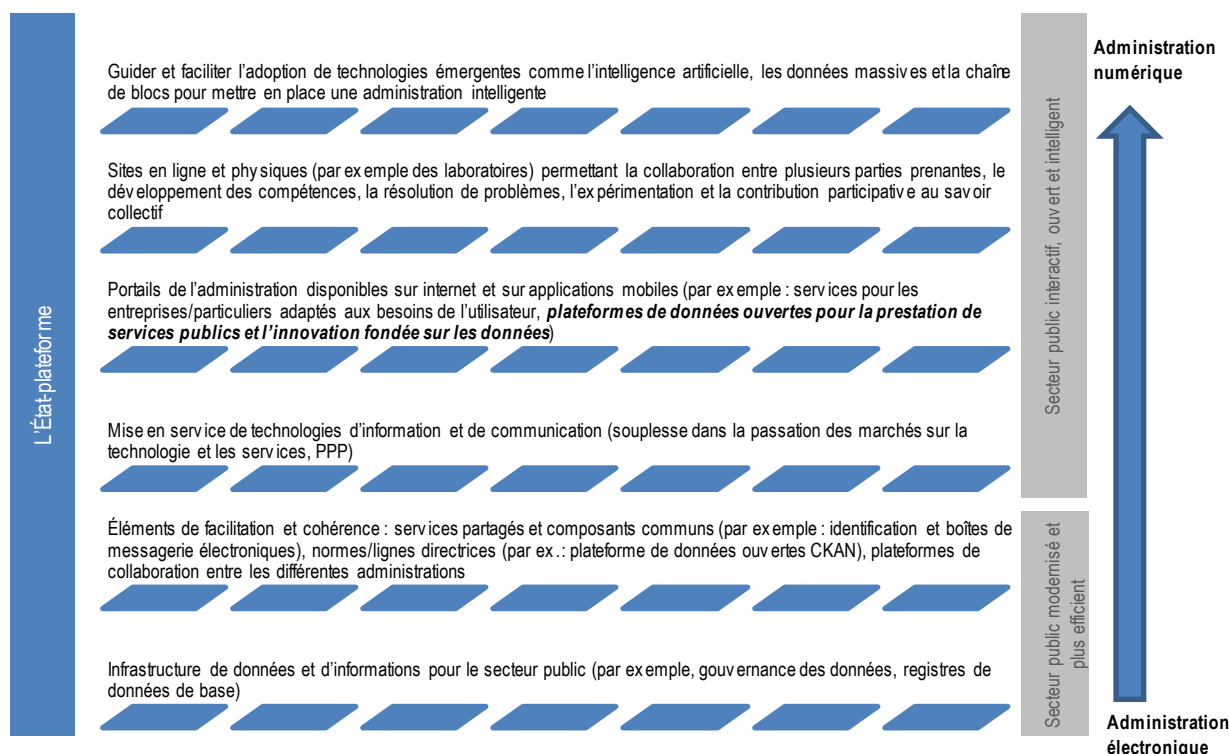 Administration
numérique
Guider et faciliter l’adoption de technologies émergentes comme l’intelligence artificielle, les données massives et la chaîne
de blocs pour mettre en place une administration intelligente
Sites en ligne et physiques (par exemple des laboratoires) permettant la collaboration entre plusieurs parties prenantes, le
développement des compétences, la résolution de problèmes, l’expérimentation et la contribution participative au savoir
collectif
Portails de l’administration disponibles sur internet et sur applications mobiles (par exemple : services pour les
entreprises/particuliers adaptés aux besoins de l’utilisateur, plateformes de données ouvertes pour la prestation de
services publics et l’innovation fondée sur les données)
Mise en service de technologies d’information et de communication (souplesse dans la passation des marchés sur la
technologie et les services, PPP)
Éléments de facilitation et cohérence : services partagés et composants communs (par exemple : identification et boîtes de
messagerie électroniques), normes/lignes directrices (par ex.: plateforme de données ouvertes CKAN), plateformes de
collaboration entre les différentes administrations
Infrastructure de données et d’informations pour le secteur public (par exemple, gouvernance des données, registres de
données de base)
L’État-plateforme
Secteur public interactif, ouvert et intelligent
Secteur public modernisé et
plus efficient
Administration
électronique